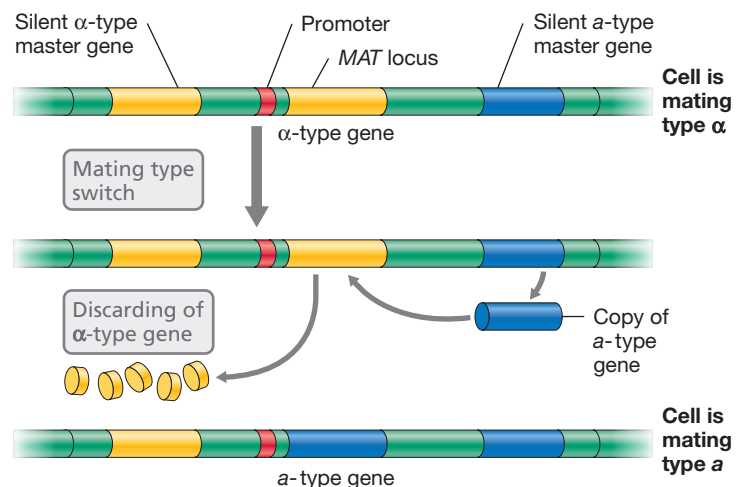 Silent α-type
master gene
Promoter
MAT locus
Silent a-type
master gene
Cell is
mating
type α
α-type gene
Mating type
switch
Discarding of
α-type gene
Copy of
a-type
gene
Cell is
mating
type a
a-type gene